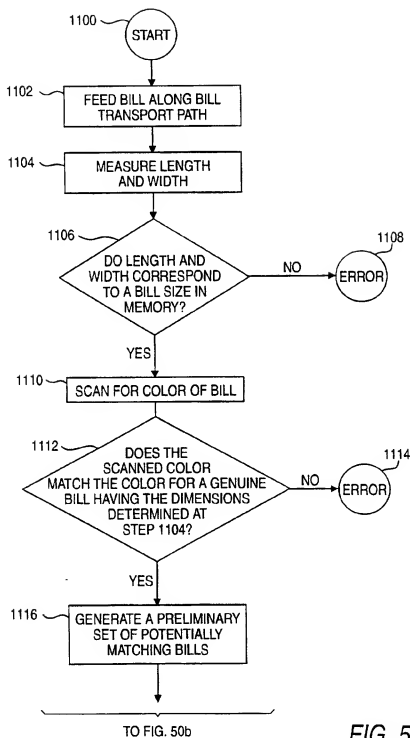 1100
START
1102
FEED BILL ALONG BILL
TRANSPORT PATH
1104
MEASURE LENGTH
AND WIDTH
1106
DO LENGTH AND
WIDTH CORRESPOND
TO A BILL SIZE IN
MEMORY?
NO
1108
ERROR
YES
1110
SCAN FOR COLOR OF BILL
1112
DOES THE
SCANNED COLOR
MATCH THE COLOR FOR A GENUINE
BILL HAVING THE DIMENSIONS
DETERMINED AT
STEP 1104?
NO
1114
ERROR
YES
1116
GENERATE A PRELIMINARY
SET OF POTENTIALLY
MATCHING BILLS
TO FIG. 50b
FIG. 5